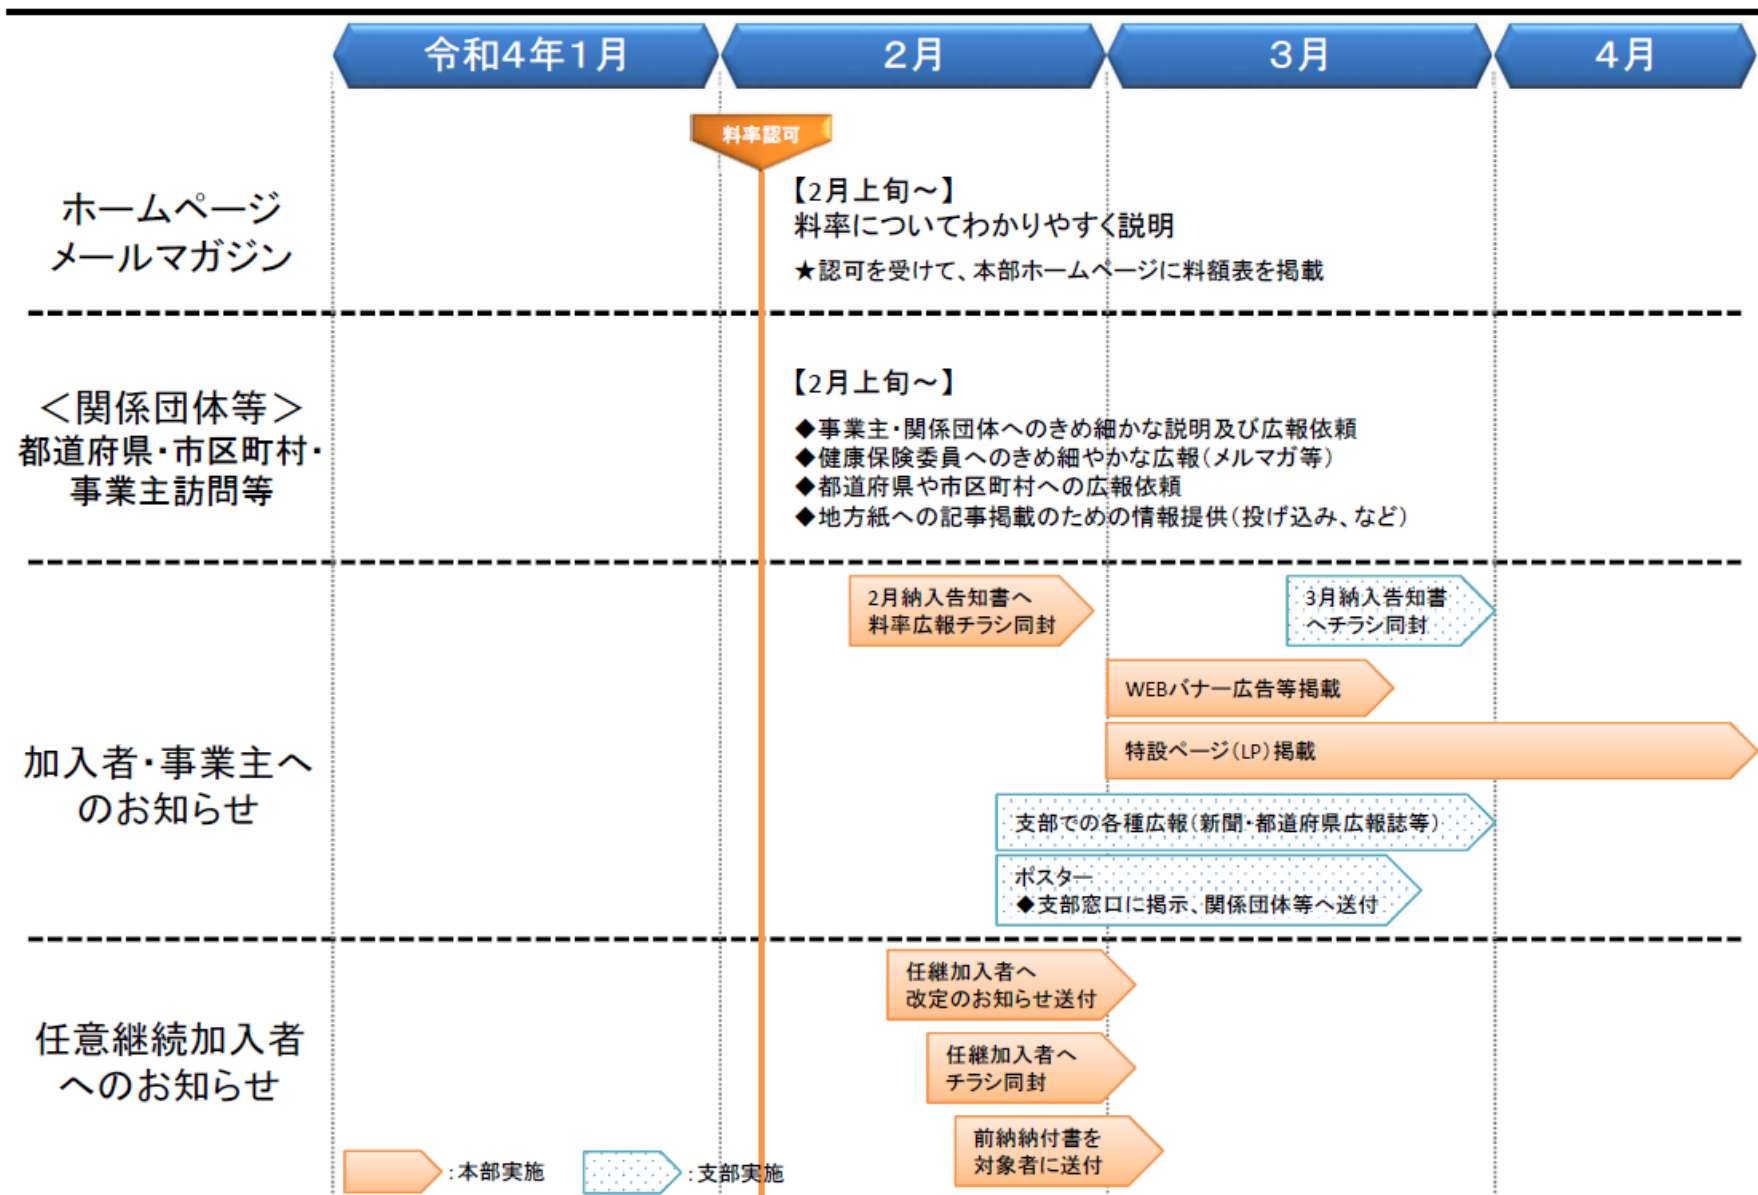 令和4年1月
2月
3月
4月
料率認可
ホームページ
メールマガジン
【2月上旬～】
料率についてわかりやすく説明
★認可を受けて、本部ホームページに料額表を掲載
＜関係団体等＞
都道府県・市区町村・
事業主訪問等
【2月上旬～】
◆事業主・関係団体へのきめ細かな説明及び広報依頼
◆健康保険委員へのきめ細やかな広報（メルマガ等）
◆都道府県や市区町村への広報依頼
◆地方紙への記事掲載のための情報提供（投げ込み、など）
加入者・事業主へ
のお知らせ
2月納入告知書へ
料率広報チラシ同封
3月納入告知書
へチラシ同封
WEBバナー広告等掲載
特設ページ（LP）掲載
支部での各種広報（新聞・都道府県広報誌等）
ポスター
◆支部窓口に掲示、関係団体等へ送付
任意継続加入者
へのお知らせ
任継加入者へ
改定のお知らせ送付
任継加入者へ
チラシ同封
前納納付書を
対象者に送付
：本部実施
：支部実施